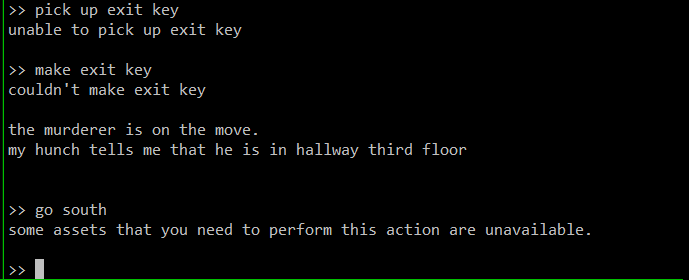 >> pick up exit key
unable to pick up exit key
>> make exit key
couldn't make exit key
the murderer is on the move.
my hunch tells me that he is in hallway third floor
>> go south
some assets that you need to perform this action are unavailable.
>>